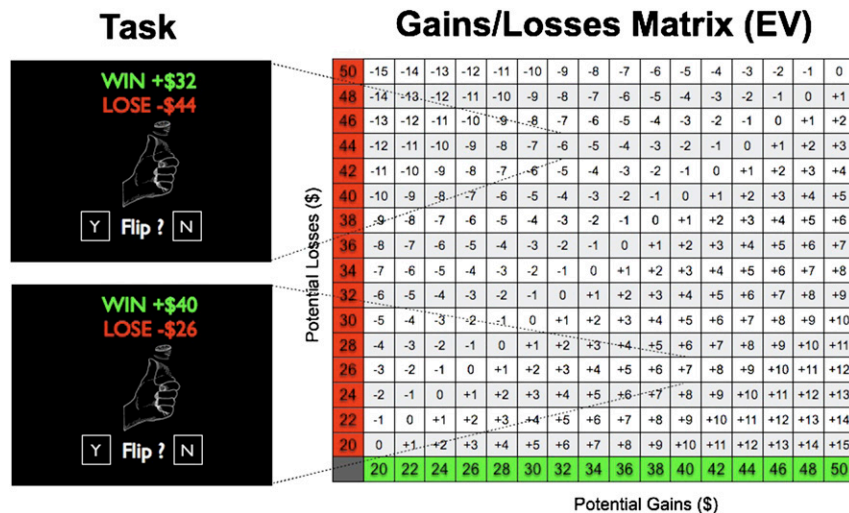 Task
WIN +$32
LOSE -$44
Y Flip ? N
WIN +$40
LOSE -$26
Y Flip ? N
Gains/Losses Matrix (EV)
Potential Losses ($)
50 -15 -14 -13 -12 -11 -10 -9 -8 -7 -6 -5 -4 -3 -2 -1 0
48 -14 -13 -12 -11 -10 -9 -8 -7 -6 -5 -4 -3 -2 -1 0 +1
46 -13 -12 -11 -10 -9 -8 -7 -6 -5 -4 -3 -2 -1 0 +1 +2
44 -12 -11 -10 -9 -8 -7 -6 -5 -4 -3 -2 -1 0 +1 +2 +3
42 -11 -10 -9 -8 -7 -6 -5 -4 -3 -2 -1 0 +1 +2 +3 +4
40 -10 -9 -8 -7 -6 -5 -4 -3 -2 -1 0 +1 +2 +3 +4 +5
38 -9 -8 -7 -6 -5 -4 -3 -2 -1 0 +1 +2 +3 +4 +5 +6
36 -8 -7 -6 -5 -4 -3 -2 -1 0 +1 +2 +3 +4 +5 +6 +7
34 -7 -6 -5 -4 -3 -2 -1 0 +1 +2 +3 +4 +5 +6 +7 +8
32 -6 -5 -4 -3 -2 -1 0 +1 +2 +3 +4 +5 +6 +7 +8 +9
30 -5 -4 -3 -2 -1 0 +1 +2 +3 +4 +5 +6 +7 +8 +9 +10
28 -4 -3 -2 -1 0 +1 +2 +3 +4 +5 +6 +7 +8 +9 +10 +11
26 -3 -2 -1 0 +1 +2 +3 +4 +5 +6 +7 +8 +9 +10 +11 +12
24 -2 -1 0 +1 +2 +3 +4 +5 +6 +7 +8 +9 +10 +11 +12 +13
22 -1 0 +1 +2 +3 +4 +5 +6 +7 +8 +9 +10 +11 +12 +13 +14
20 0 +1 +2 +3 +4 +5 +6 +7 +8 +9 +10 +11 +12 +13 +14 +15
20 22 24 26 28 30 32 34 36 38 40 42 44 46 48 50
Potential Gains ($)